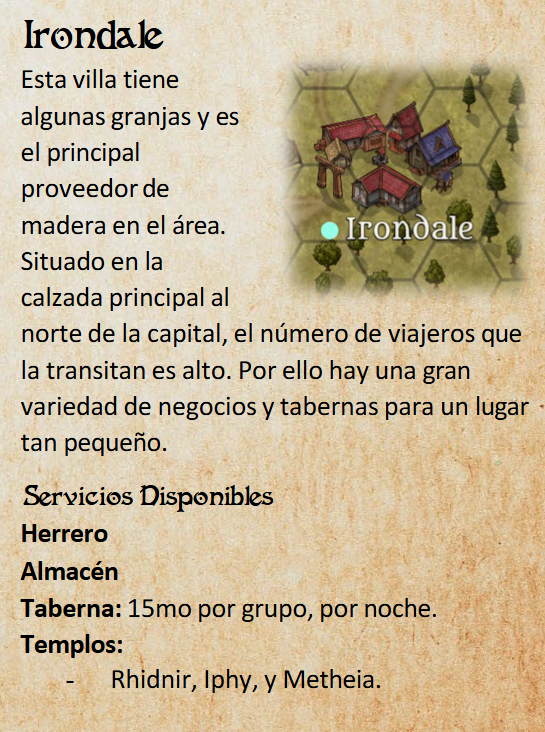 Irondale
Esta villa tiene
algunas granjas y es
el principal
proveedor de
madera en el área.
Situado en la
calzada principal al
norte de la capital, el número de viajeros que
la transitan es alto. Por ello hay una gran
variedad de negocios y tabernas para un lugar
tan pequeño.
Irondale
Servicios Disponibles
Herrero
Almacén
Taberna: 15mo por grupo, por noche.
Templos:
- Rhidnir, Iphy, y Metheia.